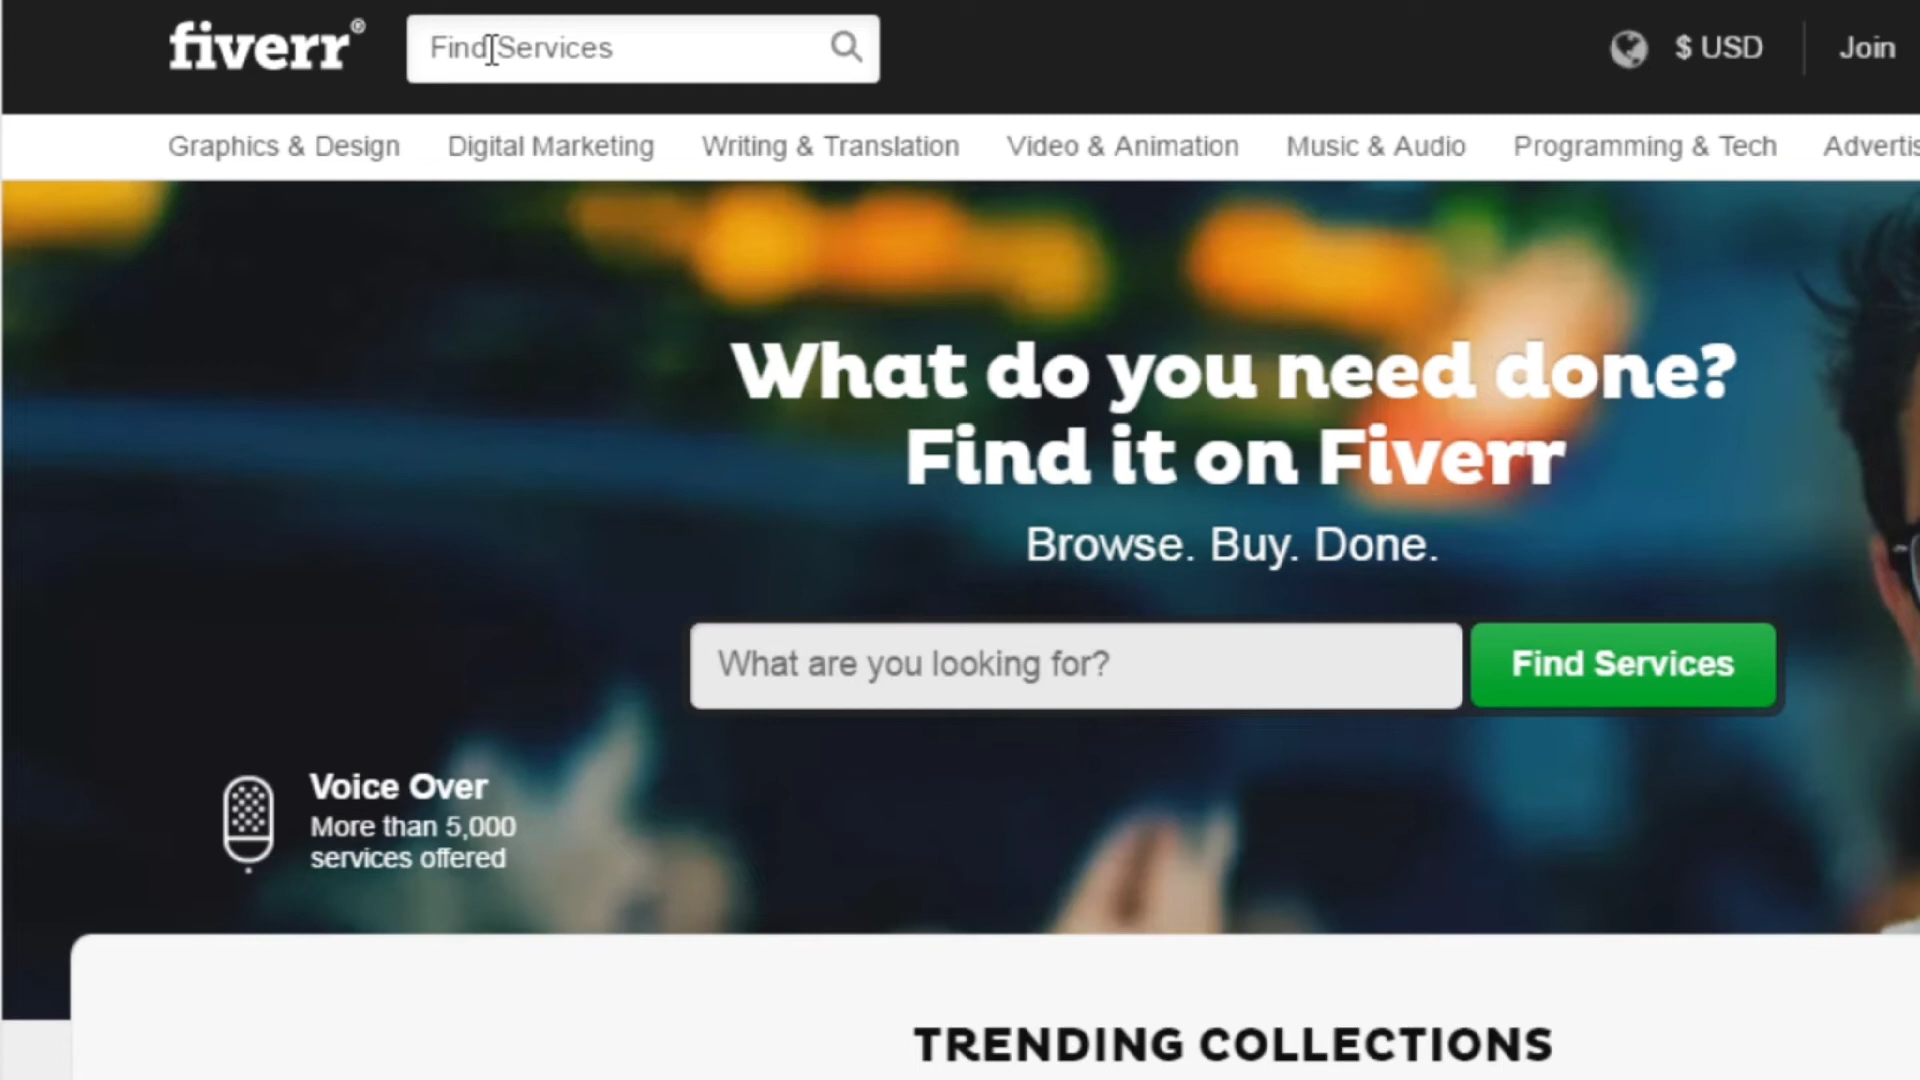 fiverr®
Find Services
$ USD
Join
Graphics & Design
Digital Marketing
Writing & Translation
Video & Animation
Music & Audio
Programming & Tech
Advertis
What do you need done?
Find it on Fiverr
Browse. Buy. Done.
What are you looking for?
Find Services
Voice Over
More than 5,000
services offered
TRENDING COLLECTIONS